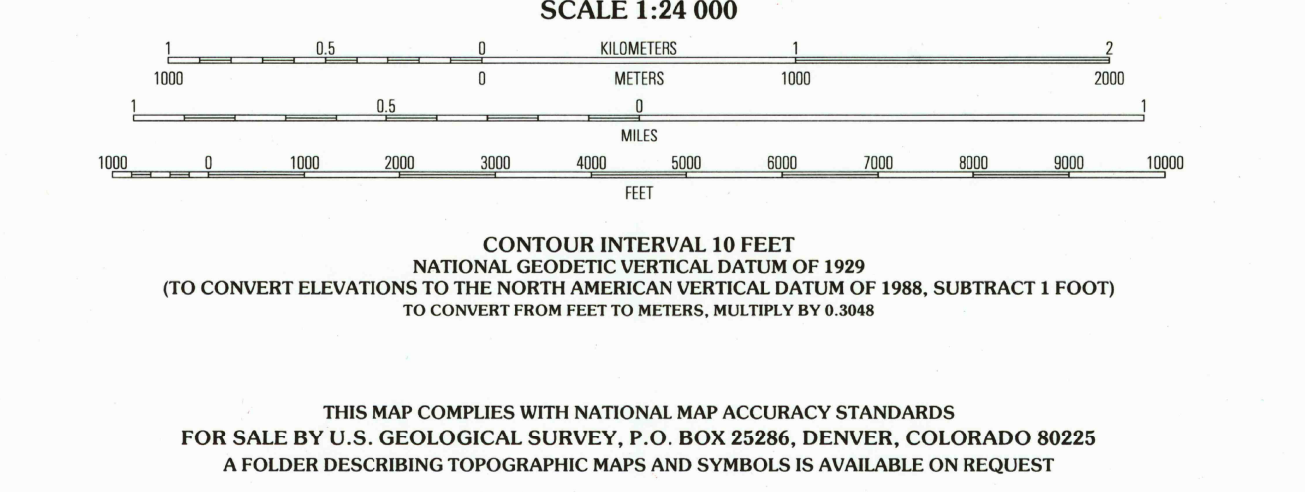 SCALE 1:24 000
1 0.5 0 KILOMETERS 1 2
1000 0 METERS 1000 2000
1 0.5 0 1
MILES
1000 0 1000 2000 3000 4000 5000 6000 7000 8000 9000 10000
FEET
CONTOUR INTERVAL 10 FEET
NATIONAL GEODETIC VERTICAL DATUM OF 1929
(TO CONVERT ELEVATIONS TO THE NORTH AMERICAN VERTICAL DATUM OF 1988, SUBTRACT 1 FOOT)
TO CONVERT FROM FEET TO METERS, MULTIPLY BY 0.3048
THIS MAP COMPLIES WITH NATIONAL MAP ACCURACY STANDARDS
FOR SALE BY U.S. GEOLOGICAL SURVEY, P.O. BOX 25286, DENVER, COLORADO 80225
A FOLDER DESCRIBING TOPOGRAPHIC MAPS AND SYMBOLS IS AVAILABLE ON REQUEST